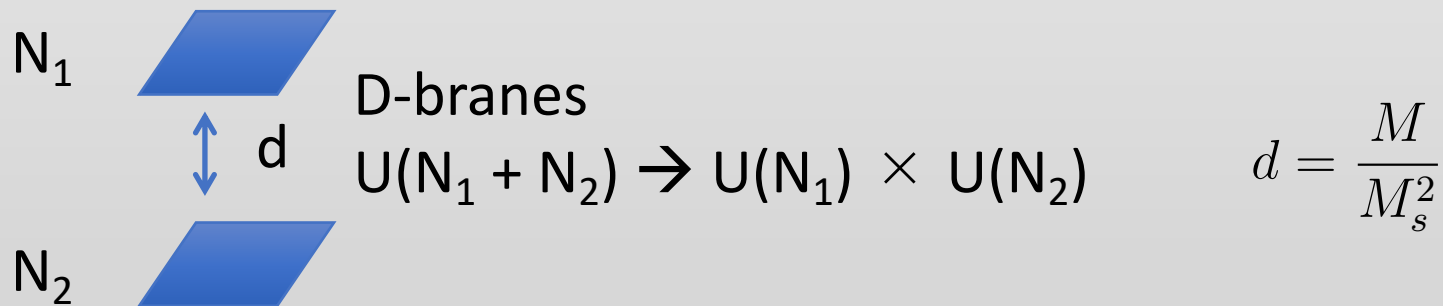 N₁
D-branes
d
U(N₁ + N₂) → U(N₁) × U(N₂)
d = M / M_s^2
N₂